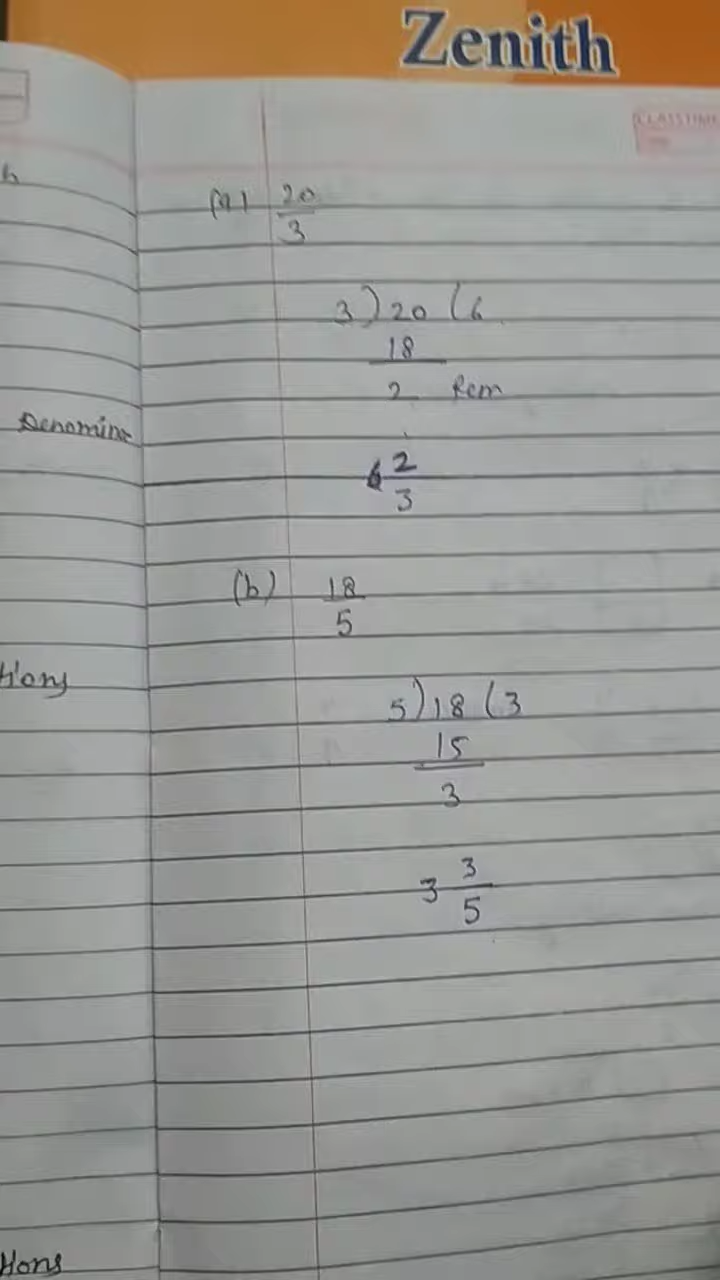 Zenith
CLASSTIME
h
(a) 20
3
3 ) 20 ( 6
18
2 Rem
6 2
3
Denomina
(b) 18
5
tions
5 ) 18 ( 3
15
3
3 3
5
tions